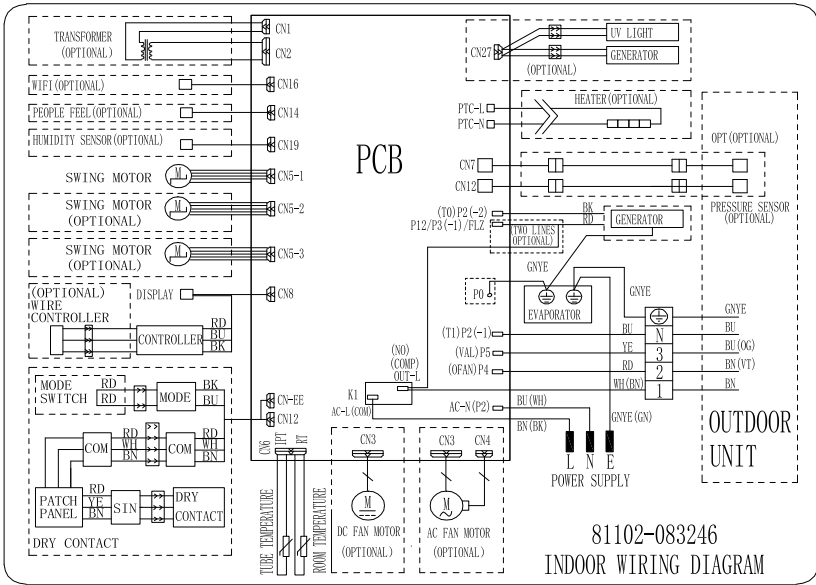 TRANSFORMER
(OPTIONAL)
CN1
CN2
WIFI(OPTIONAL)
CN16
PEOPLE FEEL(OPTIONAL)
CN14
HUMIDITY SENSOR(OPTIONAL)
CN19
SWING MOTOR
M
CN5-1
SWING MOTOR
(OPTIONAL)
M
CN5-2
SWING MOTOR
(OPTIONAL)
M
CN5-3
(OPTIONAL)
WIRE
CONTROLLER
DISPLAY
CN8
CONTROLLER
RD
BU
BK
MODE
SWITCH
RD
RD
MODE
BK
BU
CN-EE
CN12
COM
RD
WH
BN
COM
RD
WH
BN
PATCH
PANEL
RD
YE
BN
SIN
DRY
CONTACT
DRY CONTACT
PCB
CN27
UV LIGHT
GENERATOR
(OPTIONAL)
PTC-L
PTC-N
HEATER(OPTIONAL)
OPT(OPTIONAL)
CN7
CN12
PRESSURE SENSOR
(OPTIONAL)
(T0)P2(-2)
P12/P3(-1)/FLZ
BK
RD
GENERATOR
(TWO LINES
OPTIONAL)
GNYE
P0
EVAPORATOR
GNYE
GNYE
(T1)P2(-1)
BU
N
BU
(VAL)P5
YE
3
BU(OG)
(OFAN)P4
RD
2
BN(VT)
WH(BN)
1
BN
(NO)
(COMP)
OUT-L
K1
AC-L(COM)
AC-N(P2)
BU(WH)
BN(BK)
GNYE(GN)
L N E
POWER SUPPLY
OUTDOOR
UNIT
CN6
IPT
RT
TUBE TEMPERATURE
ROOM TEMPERATURE
CN3
M
DC FAN MOTOR
(OPTIONAL)
CN3
CN4
M
AC FAN MOTOR
(OPTIONAL)
81102-083246
INDOOR WIRING DIAGRAM